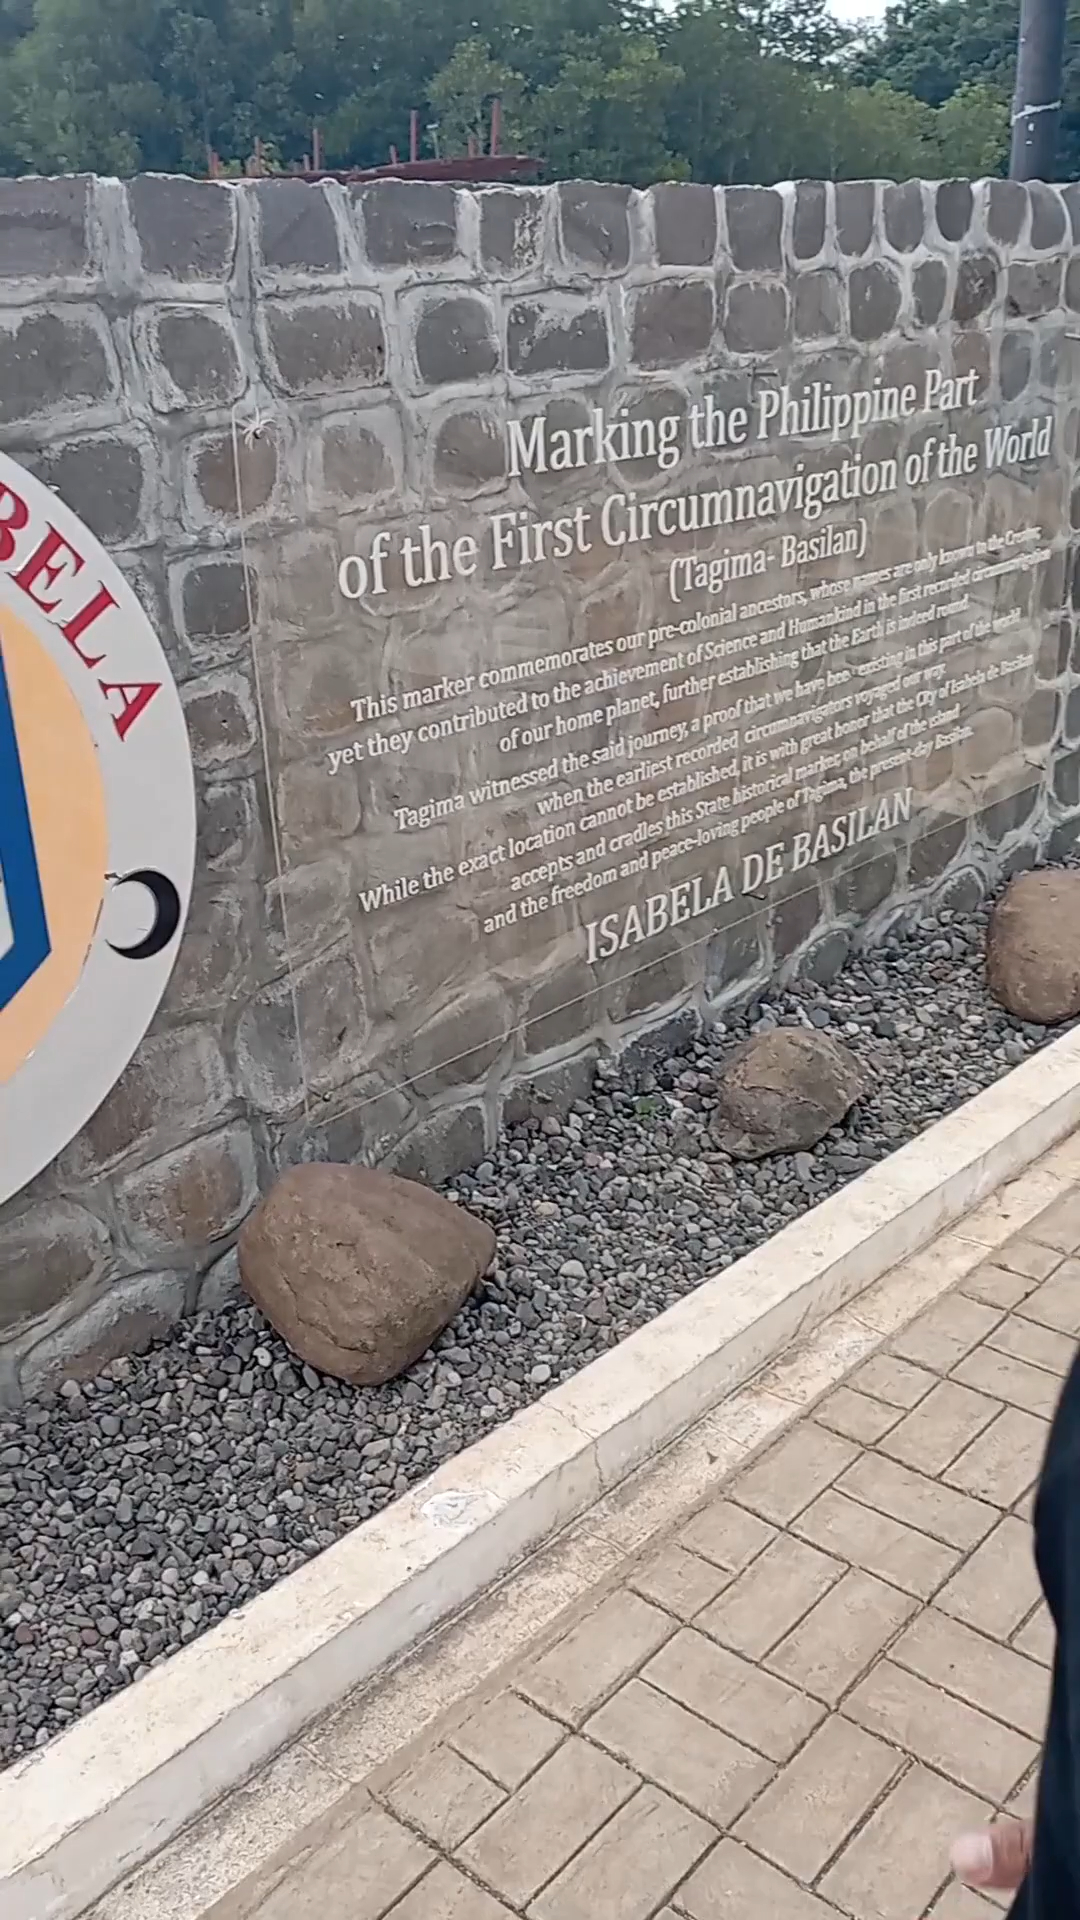 BELA
Marking the Philippine Part
of the First Circumnavigation of the World
(Tagima- Basilan)
This marker commemorates our pre-colonial ancestors, whose names are only known to the Creator,
yet they contributed to the achievement of Science and Humankind in the first recorded circumnavigation
of our home planet, further establishing that the Earth is indeed round.
Tagima witnessed the said journey, a proof that we have been existing in this part of the world
when the earliest recorded circumnavigators voyaged our way.
While the exact location cannot be established, it is with great honor that the City of Isabela de Basilan
accepts and cradles this State historical marker, on behalf of the island
and the freedom and peace-loving people of Tagima, the present-day Basilan.
ISABELA DE BASILAN